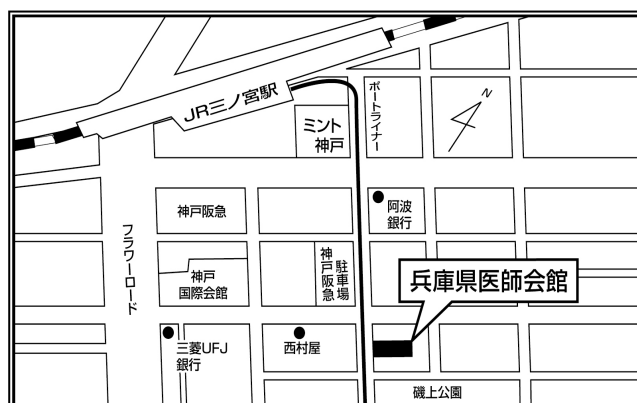 JR三ノ宮駅
ポートライナー
N
ミント
神戸
神戸阪急
阿波
銀行
フラワーロード
神戸
国際会館
神戸阪急
駐車場
兵庫県医師会館
三菱UFJ
銀行
西村屋
磯上公園